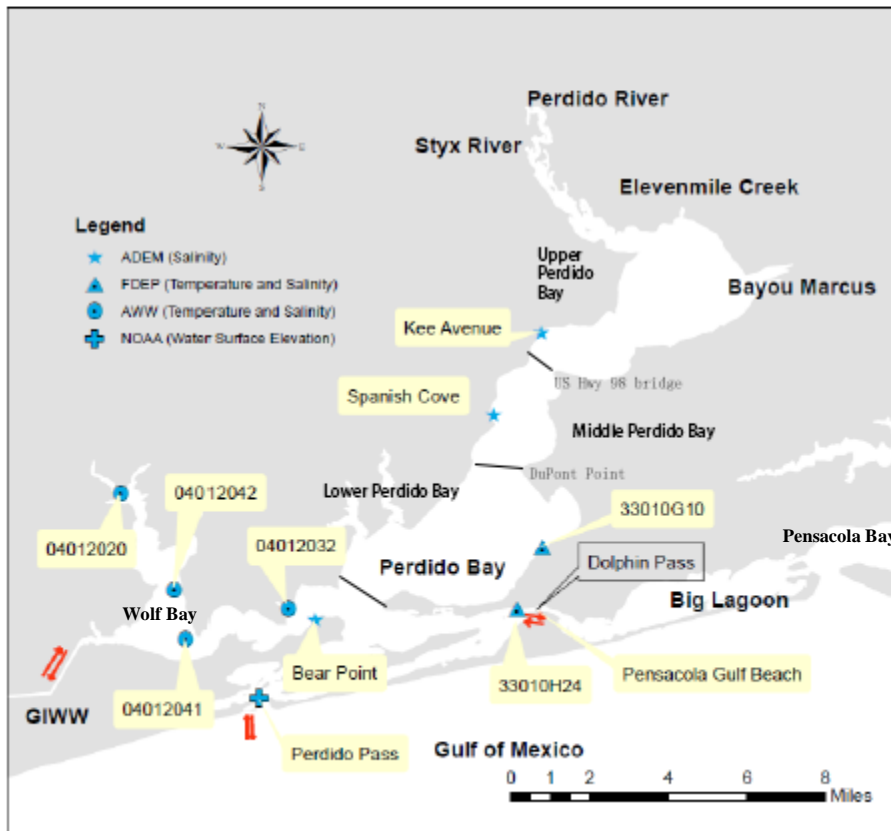 Perdido River
Styx River
Elevenmile Creek
N
W
E
S
Legend
ADEM (Salinity)
FDEP (Temperature and Salinity)
AWW (Temperature and Salinity)
NOAA (Water Surface Elevation)
Upper
Perdido
Bay
Bayou Marcus
Kee Avenue
US Hwy 98 bridge
Spanish Cove
Middle Perdido Bay
DuPont Point
Lower Perdido Bay
04012042
33010G10
04012020
04012032
Pensacola Bay
Perdido Bay
Dolphin Pass
Big Lagoon
Wolf Bay
Bear Point
33010H24
Pensacola Gulf Beach
04012041
GIWW
Perdido Pass
Gulf of Mexico
0 1 2 4 6 8
Miles